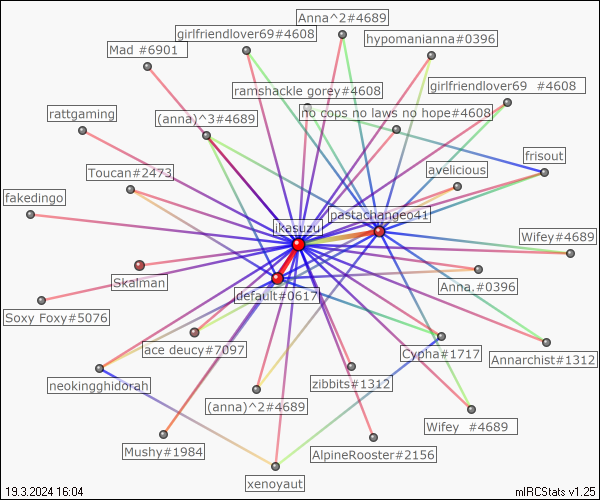 Anna^2#4689
girlfriendlover69#4608
hypomanianna#0396
Mad #6901
girlfriendlover69  #4608
ramshackle gorey#4608
no cops no laws no hope#4608
rattgaming
(anna)^3#4689
frisout
avelicious
Toucan#2473
fakedingo
pastachangeo41
ikasuzu
Wifey#4689
Skalman
Anna.#0396
default#0617
Soxy Foxy#5076
ace deucy#7097
Cypha#1717
Annarchist#1312
neokingghidorah
zibbits#1312
(anna)^2#4689
Wifey  #4689
Mushy#1984
AlpineRooster#2156
xenoyaut
19.3.2024 16:04
mIRCStats v1.25